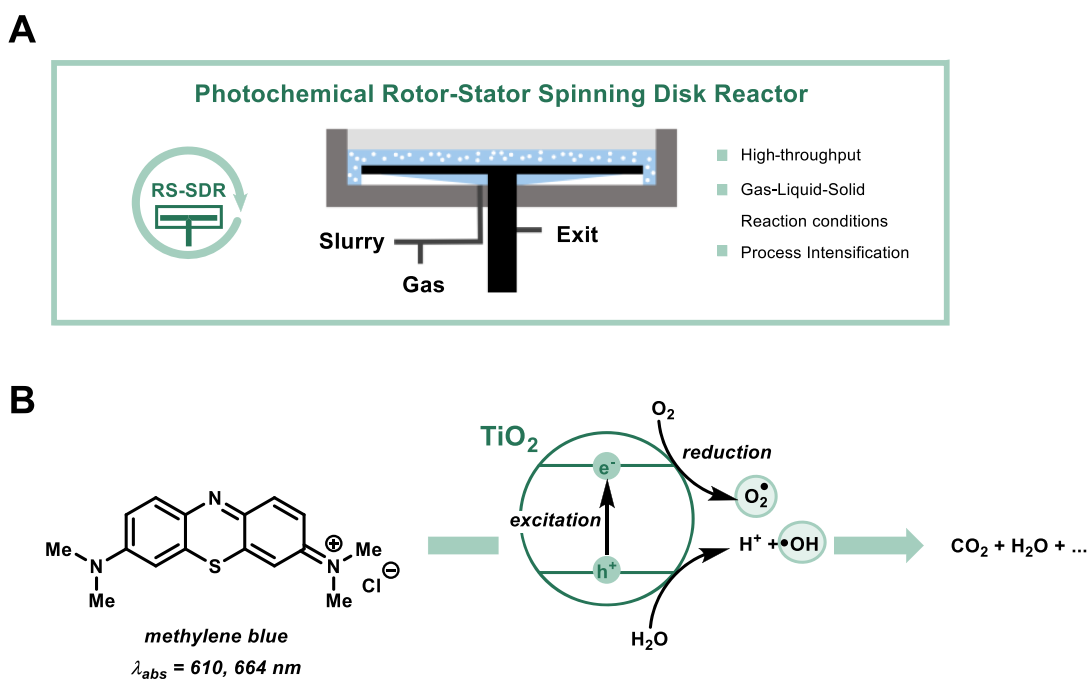 A
Photochemical Rotor-Stator Spinning Disk Reactor
RS-SDR
Slurry
Gas
Exit
High-throughput
Gas-Liquid-Solid
Reaction conditions
Process Intensification
B
N
S
Me
N
Me
N
⊕
Me
Me
Cl⊖
methylene blue
λabs = 610, 664 nm
TiO2
O2
reduction
e-
excitation
h+
O2•
H+ + •OH
H2O
CO2 + H2O + ...